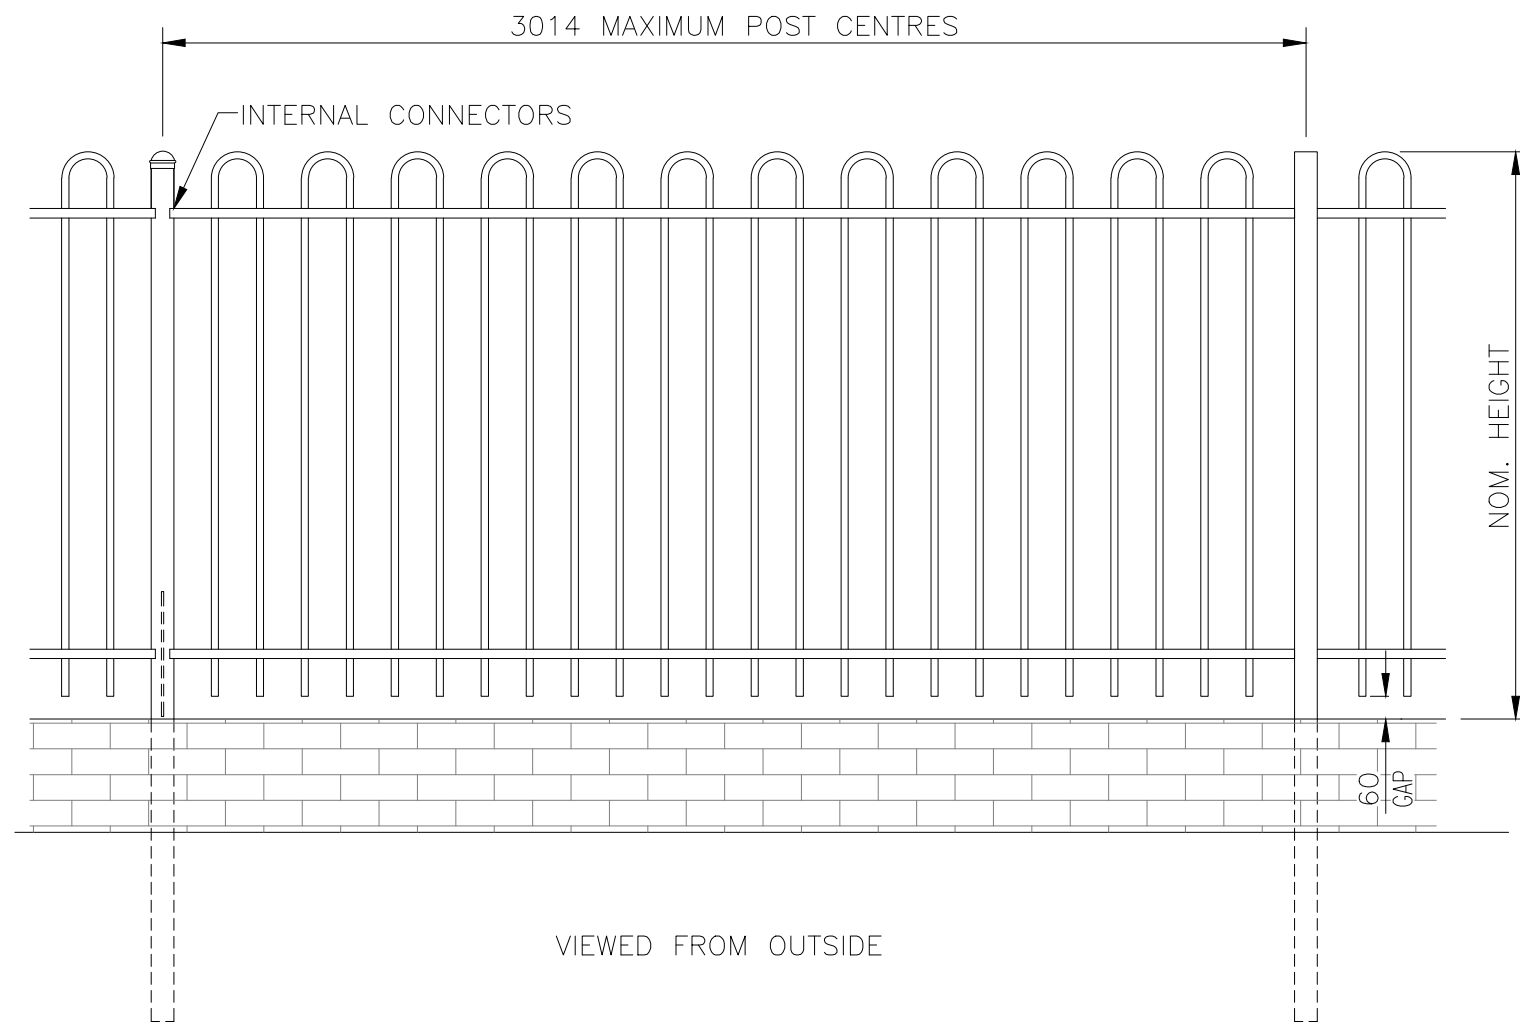 3014 MAXIMUM POST CENTRES
INTERNAL CONNECTORS
NOM. HEIGHT
60
GAP
VIEWED FROM OUTSIDE